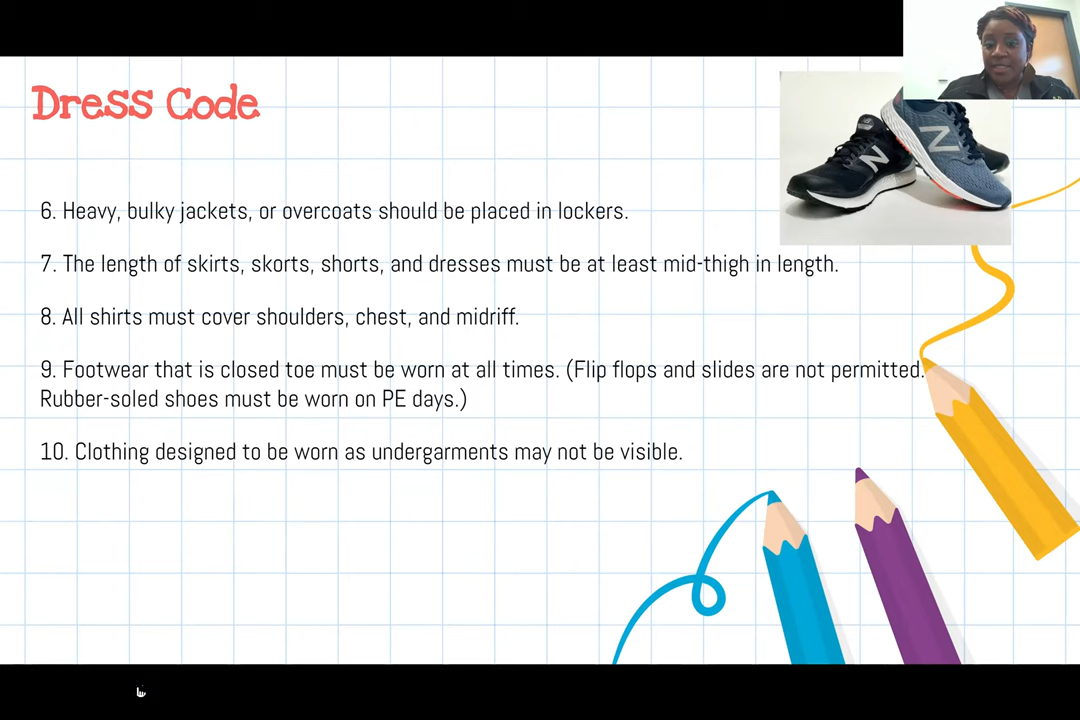 Dress Code
6. Heavy, bulky jackets, or overcoats should be placed in lockers.
7. The length of skirts, skorts, shorts, and dresses must be at least mid-thigh in length.
8. All shirts must cover shoulders, chest, and midriff.
9. Footwear that is closed toe must be worn at all times. (Flip flops and slides are not permitted.
Rubber-soled shoes must be worn on PE days.)
10. Clothing designed to be worn as undergarments may not be visible.
N
N